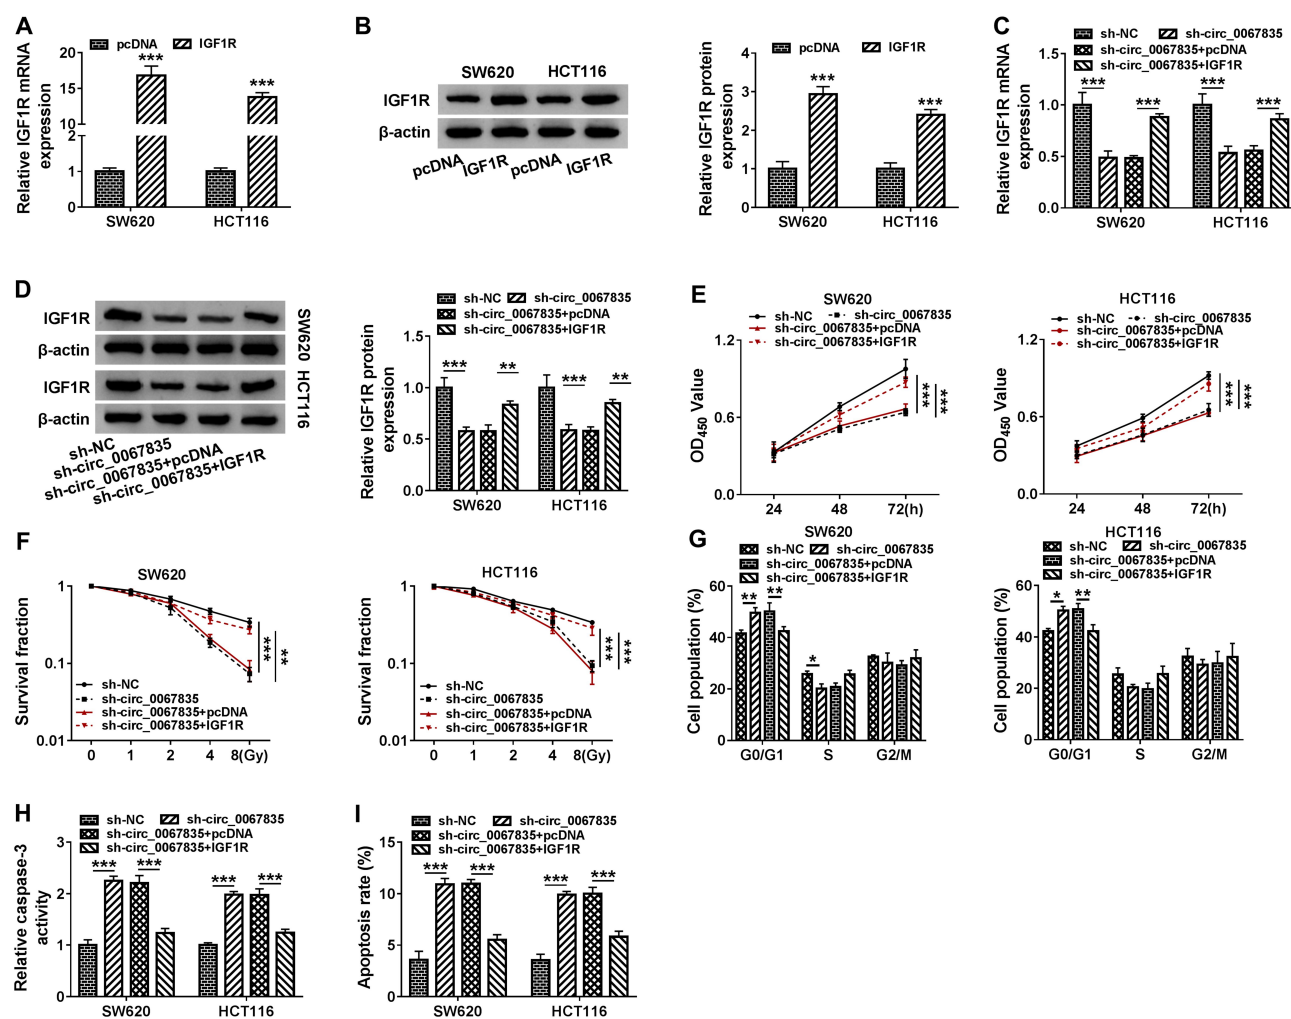 A
pcDNA IGF1R
Relative IGF1R mRNA
expression
20
15
10
2
1
0
*** ***
SW620 HCT116
B
SW620 HCT116
IGF1R
β-actin
pcDNA IGF1R pcDNA IGF1R
pcDNA IGF1R
Relative IGF1R protein
expression
4
3
2
1
0
*** ***
SW620 HCT116
C
sh-NC sh-circ_0067835
sh-circ_0067835+pcDNA
sh-circ_0067835+IGF1R
Relative IGF1R mRNA
expression
1.5
1.0
0.5
0.0
*** *** *** ***
SW620 HCT116
D
IGF1R
β-actin
IGF1R
β-actin
SW620 HCT116
sh-NC
sh-circ_0067835
sh-circ_0067835+pcDNA
sh-circ_0067835+IGF1R
sh-NC sh-circ_0067835
sh-circ_0067835+pcDNA
sh-circ_0067835+IGF1R
Relative IGF1R protein
expression
1.5
1.0
0.5
0.0
*** ** *** **
SW620 HCT116
E
SW620
sh-NC sh-circ_0067835
sh-circ_0067835+pcDNA
sh-circ_0067835+IGF1R
OD450 Value
1.2
0.6
0.0
*** ***
24 48 72(h)
HCT116
sh-NC sh-circ_0067835
sh-circ_0067835+pcDNA
sh-circ_0067835+IGF1R
OD450 Value
1.2
0.6
0.0
*** ***
24 48 72(h)
F
SW620
Survival fraction
1
0.1
0.01
*** **
sh-NC
sh-circ_0067835
sh-circ_0067835+pcDNA
sh-circ_0067835+IGF1R
0 1 2 4 8(Gy)
HCT116
Survival fraction
1
0.1
0.01
*** ***
sh-NC
sh-circ_0067835
sh-circ_0067835+pcDNA
sh-circ_0067835+IGF1R
0 1 2 4 8(Gy)
G
SW620
sh-NC sh-circ_0067835
sh-circ_0067835+pcDNA
sh-circ_0067835+IGF1R
Cell population (%)
60
40
20
0
** ** *
G0/G1 S G2/M
HCT116
sh-NC sh-circ_0067835
sh-circ_0067835+pcDNA
sh-circ_0067835+IGF1R
Cell population (%)
60
40
20
0
* **
G0/G1 S G2/M
H
sh-NC sh-circ_0067835
sh-circ_0067835+pcDNA
sh-circ_0067835+IGF1R
Relative caspase-3
activity
3
2
1
0
*** *** *** ***
SW620 HCT116
I
sh-NC sh-circ_0067835
sh-circ_0067835+pcDNA
sh-circ_0067835+IGF1R
Apoptosis rate (%)
15
10
5
0
*** *** *** ***
SW620 HCT116